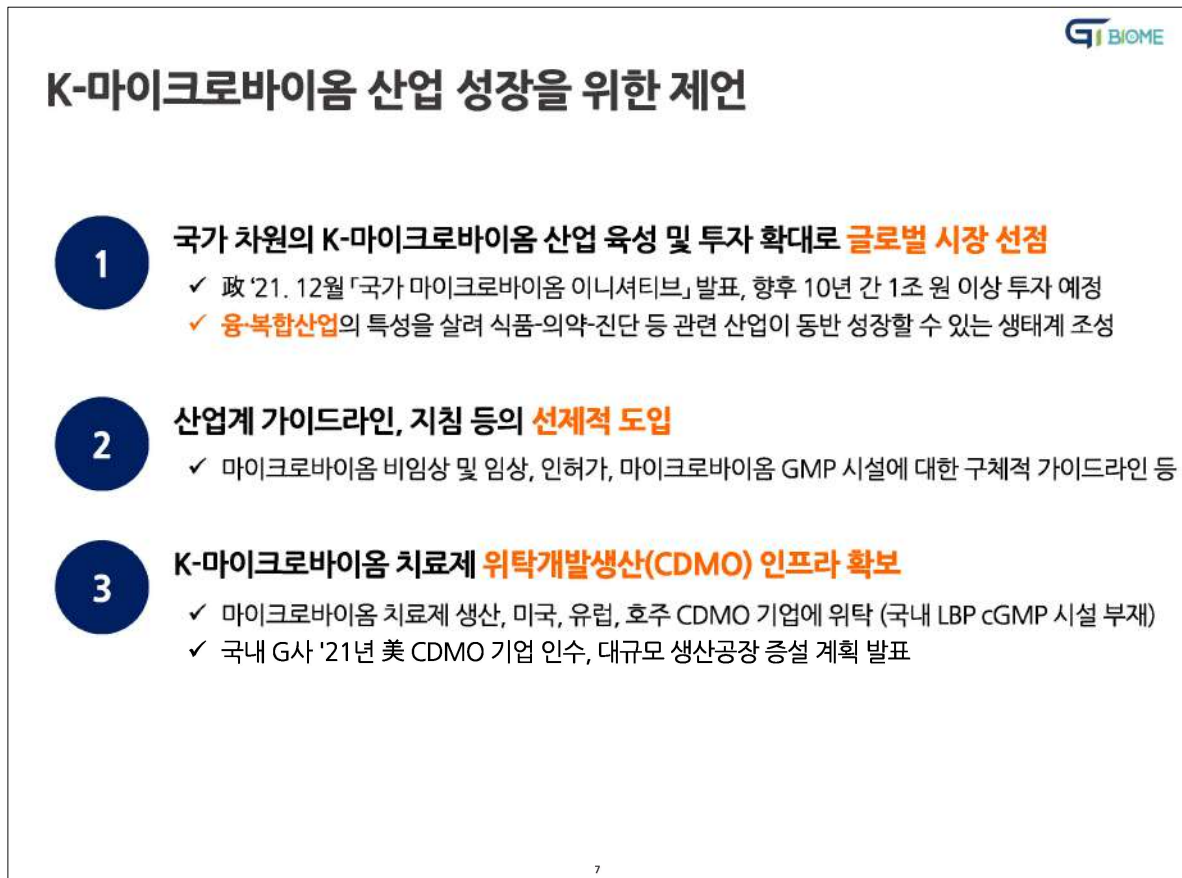 GI BIOME
K-마이크로바이옴 산업 성장을 위한 제언
1
국가 차원의 K-마이크로바이옴 산업 육성 및 투자 확대로 글로벌 시장 선점
✓ 政 ‘21. 12월 「국가 마이크로바이옴 이니셔티브」 발표, 향후 10년 간 1조 원 이상 투자 예정
✓ 융·복합산업의 특성을 살려 식품-의약-진단 등 관련 산업이 동반 성장할 수 있는 생태계 조성
2
산업계 가이드라인, 지침 등의 선제적 도입
✓ 마이크로바이옴 비임상 및 임상, 인허가, 마이크로바이옴 GMP 시설에 대한 구체적 가이드라인 등
3
K-마이크로바이옴 치료제 위탁개발생산(CDMO) 인프라 확보
✓ 마이크로바이옴 치료제 생산, 미국, 유럽, 호주 CDMO 기업에 위탁 (국내 LBP cGMP 시설 부재)
✓ 국내 G사 '21년 美 CDMO 기업 인수, 대규모 생산공장 증설 계획 발표
7